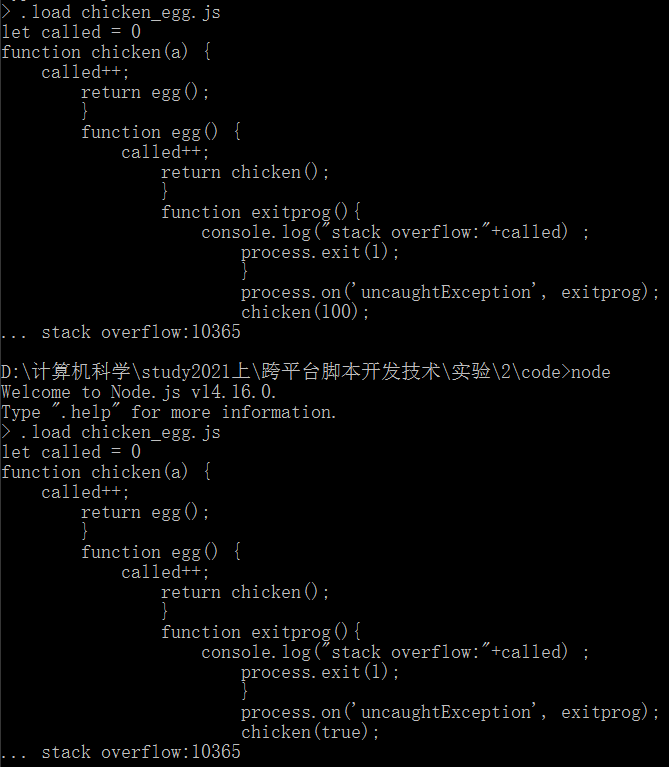 > .load chicken_egg.js
let called = 0
function chicken(a) {
    called++;
        return egg();
        }
        function egg() {
            called++;
                return chicken();
                }
                function exitprog(){
                    console.log("stack overflow:"+called) ;
                        process.exit(1);
                        }
                        process.on('uncaughtException', exitprog);
                        chicken(100);
... stack overflow:10365
D:\计算机科学\study2021上\跨平台脚本开发技术\实验\2\code>node
Welcome to Node.js v14.16.0.
Type ".help" for more information.
> .load chicken_egg.js
let called = 0
function chicken(a) {
    called++;
        return egg();
        }
        function egg() {
            called++;
                return chicken();
                }
                function exitprog(){
                    console.log("stack overflow:"+called) ;
                        process.exit(1);
                        }
                        process.on('uncaughtException', exitprog);
                        chicken(true);
... stack overflow:10365